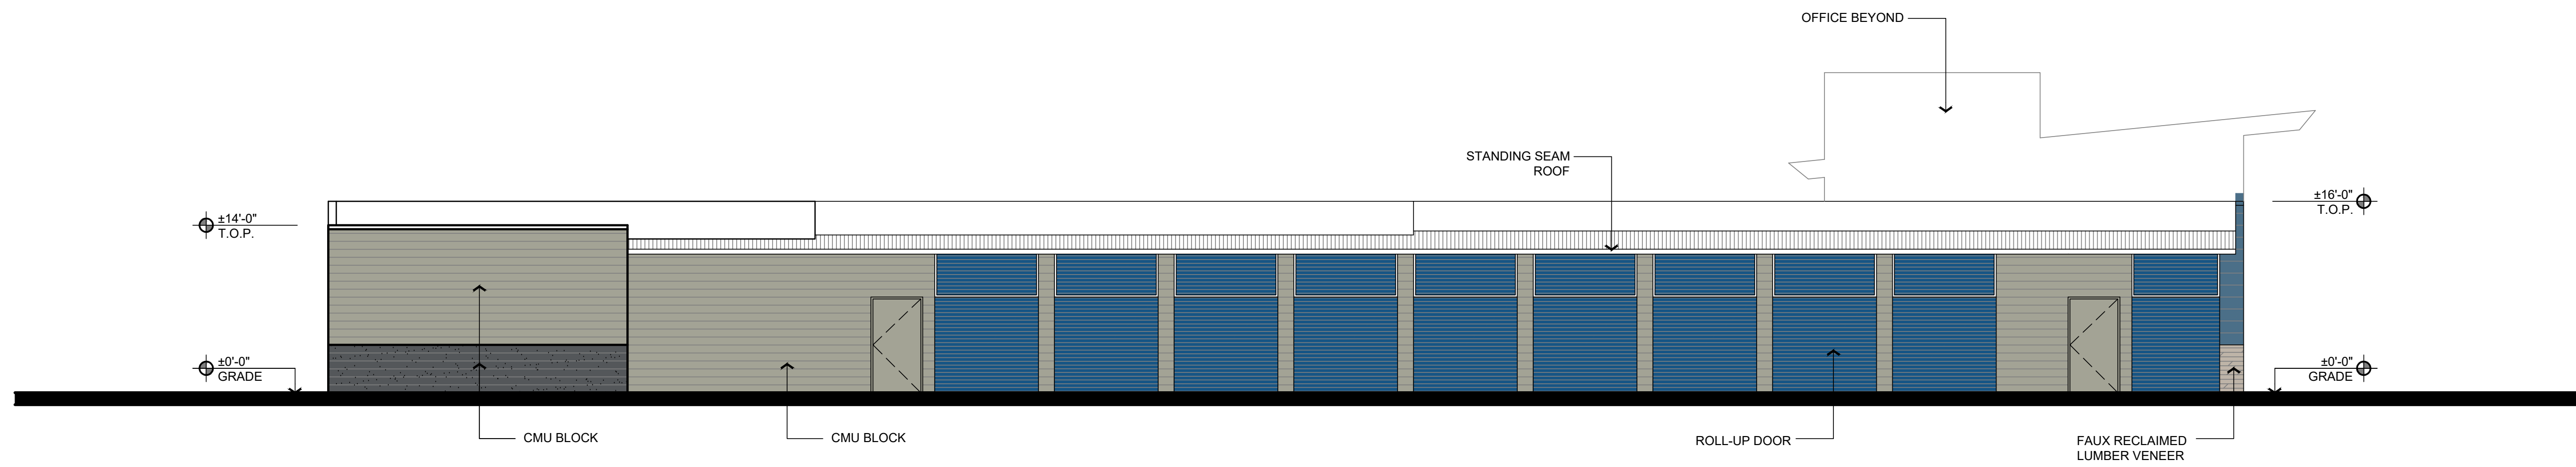 OFFICE BEYOND
STANDING SEAM
ROOF
±14'-0"
T.O.P.
±16'-0"
T.O.P.
±0'-0"
GRADE
±0'-0"
GRADE
CMU BLOCK
CMU BLOCK
ROLL-UP DOOR
FAUX RECLAIMED
LUMBER VENEER